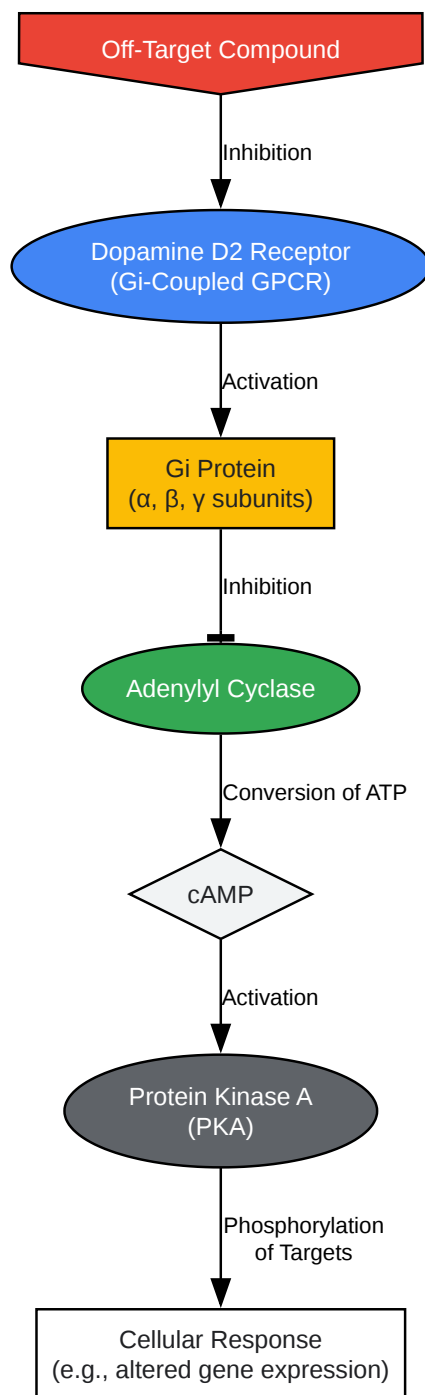 Off-Target Compound
Inhibition
Dopamine D2 Receptor
(Gi-Coupled GPCR)
Activation
Gi Protein
(α, β, γ subunits)
Inhibition
Adenylyl Cyclase
Conversion of ATP
cAMP
Activation
Protein Kinase A
(PKA)
Phosphorylation
of Targets
Cellular Response
(e.g., altered gene expression)